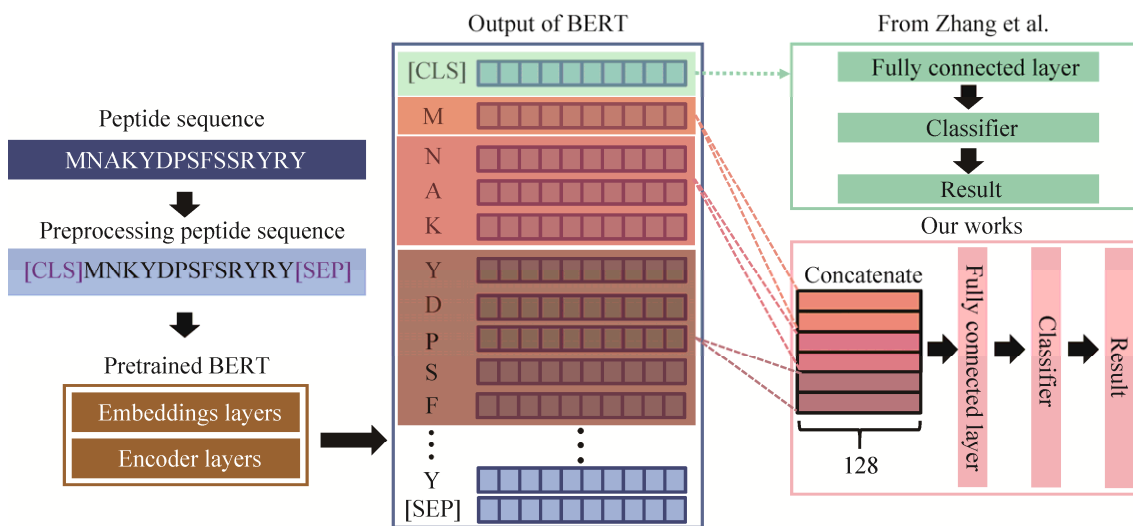 Peptide sequence
MNAKYDPSFSSRYRY
Preprocessing peptide sequence
[CLS]MNKYDPSFSRYRY[SEP]
Pretrained BERT
Embeddings layers
Encoder layers
Output of BERT
[CLS]
M
N
A
K
Y
D
P
S
F
Y
[SEP]
From Zhang et al.
Fully connected layer
Classifier
Result
Our works
Concatenate
128
Fully connected layer
Classifier
Result